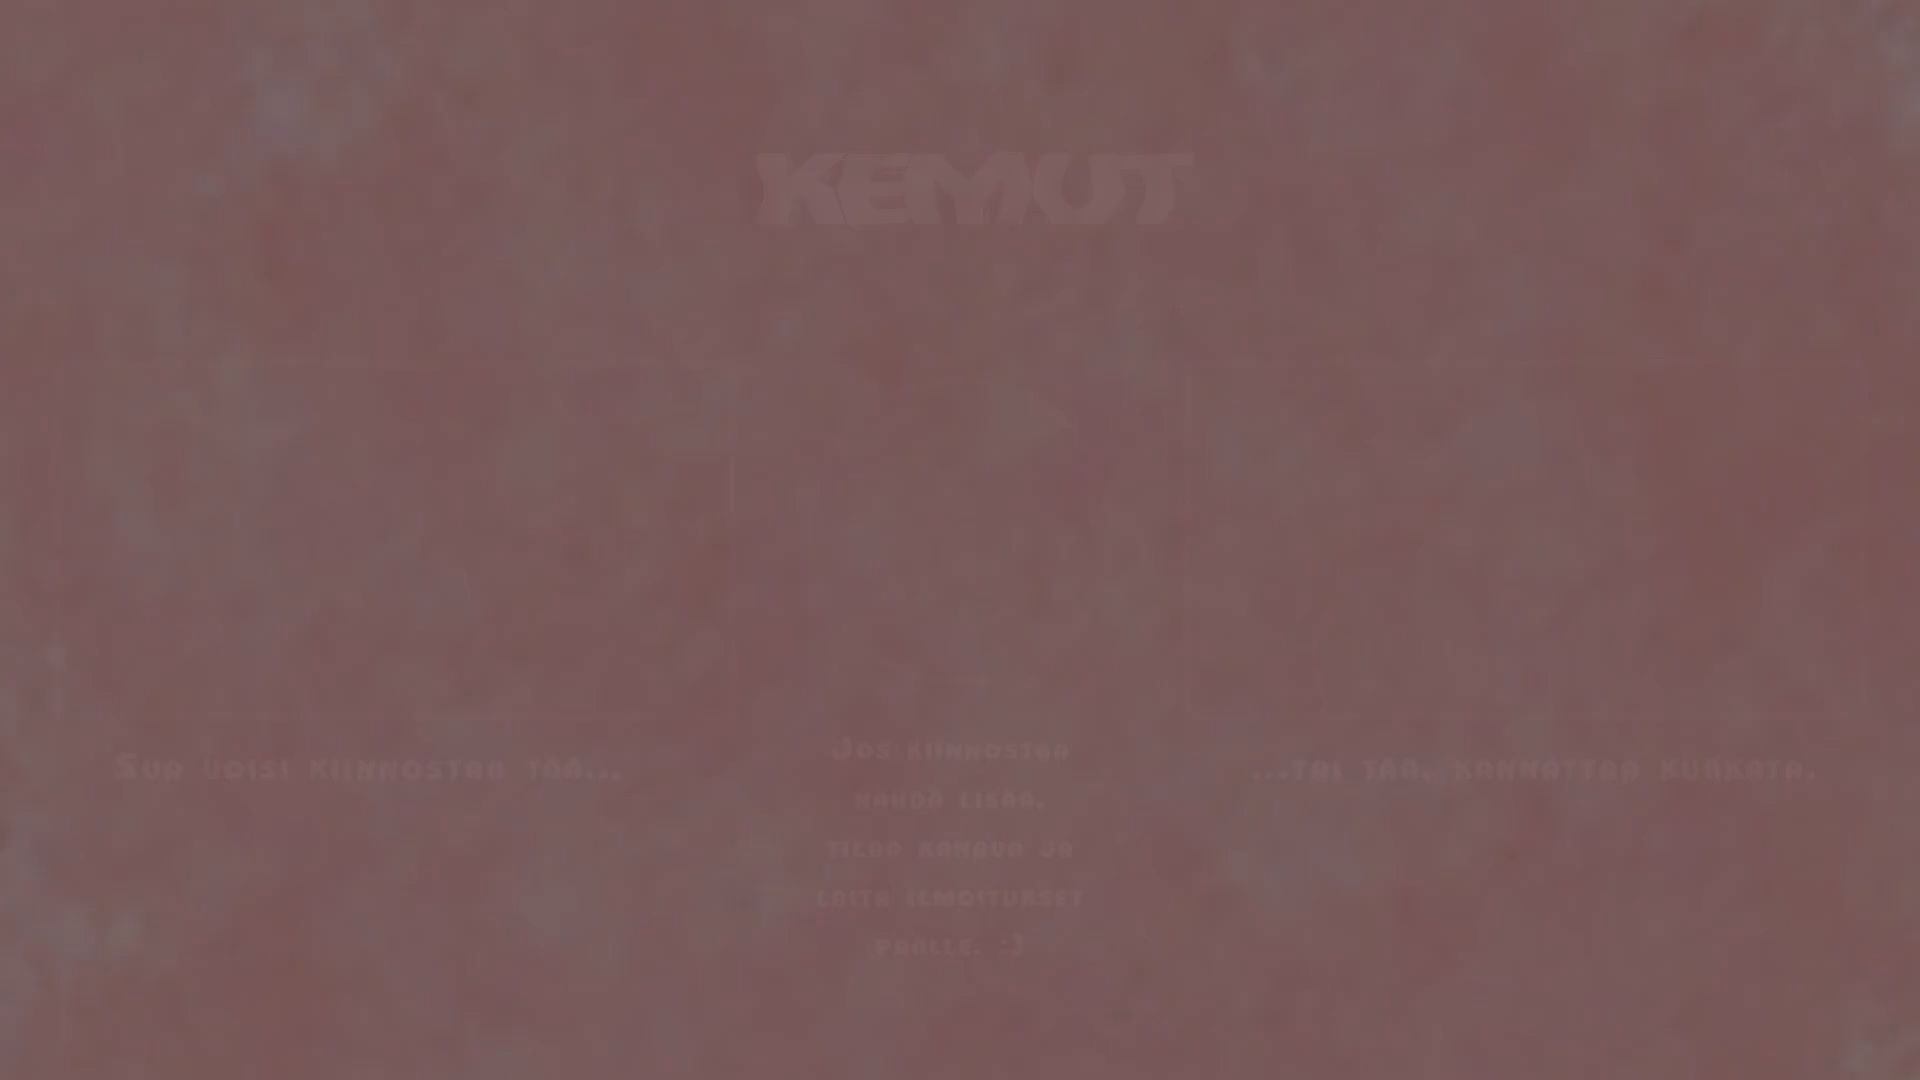 KEMUT
Sua voisi kiinnostaa tää...
Jos kiinnostaa
nähdä lisää,
tilaa kanava ja
laita ilmoitukset
päälle. :)
...tai tää. Kannattaa kurkata.